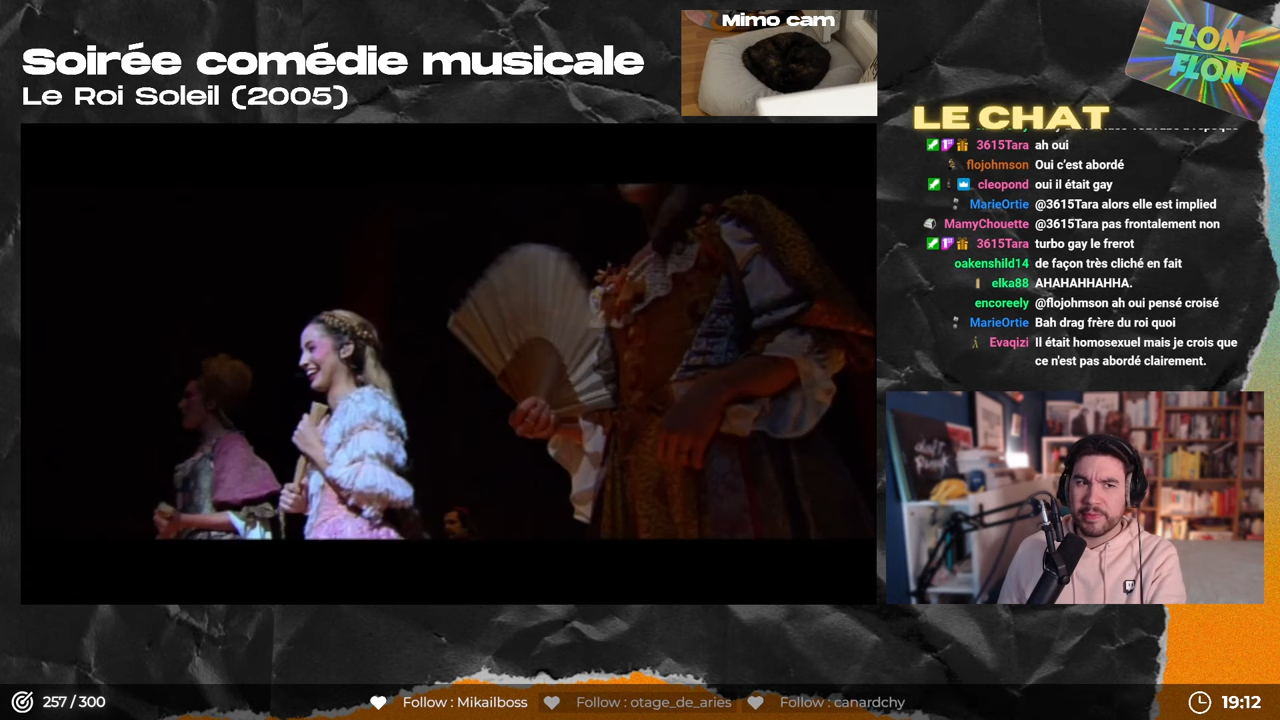 Soirée comédie musicale
Le Roi Soleil (2005)
Mimo cam
FLON
FLON
LE CHAT
3615Tara ah oui
flojohmson Oui c'est abordé
cleopond oui il était gay
MarieOrtie @3615Tara alors elle est implied
MamyChouette @3615Tara pas frontalement non
3615Tara turbo gay le frerot
oakenshild14 de façon très cliché en fait
elka88 AHAHAHHAHHA.
encoreely @flojohmson ah oui pensé croisé
MarieOrtie Bah drag frère du roi quoi
Evaqizi Il était homosexuel mais je crois que
ce n'est pas abordé clairement.
257 / 300
Follow : Mikailboss
Follow : otage_de_aries
Follow : canardchy
19:12